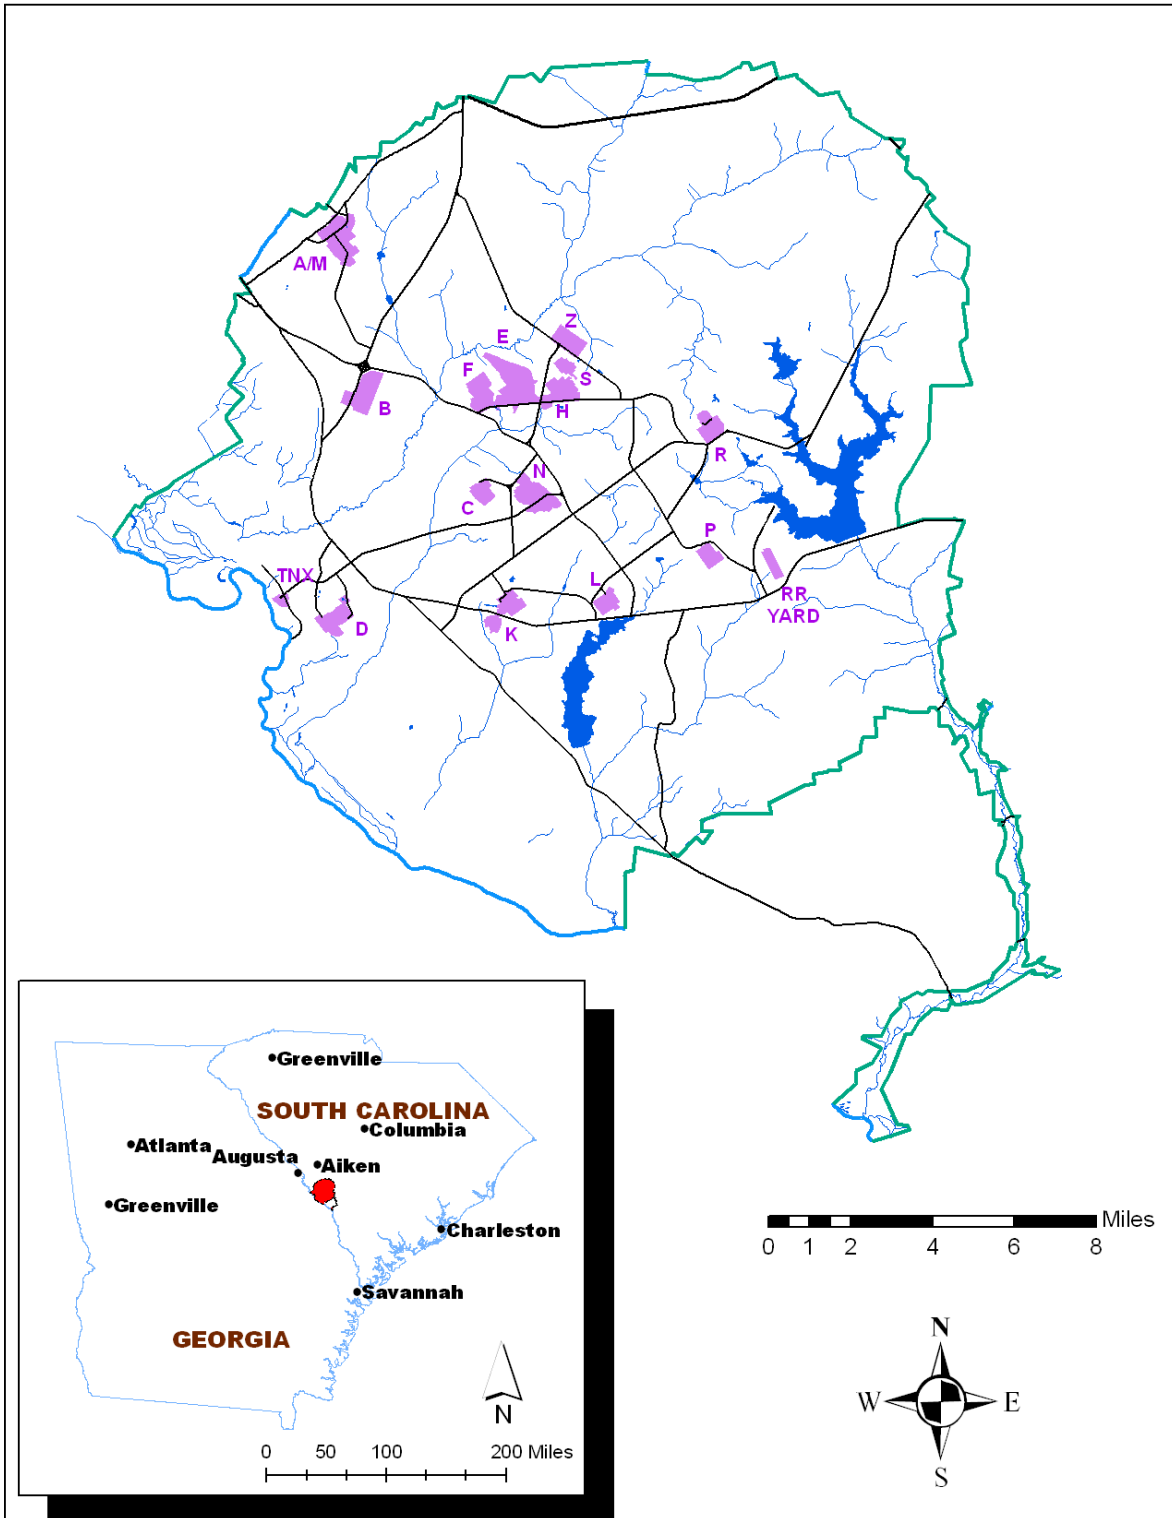 A/M
Z
E
F
S
B
H
R
N
C
P
TNX
L
RR
YARD
D
K
Greenville
SOUTH CAROLINA
Columbia
Atlanta
Augusta
Aiken
Greenville
Charleston
Savannah
GEORGIA
N
0 50 100 200 Miles
Miles
0 1 2 4 6 8
N
W E
S